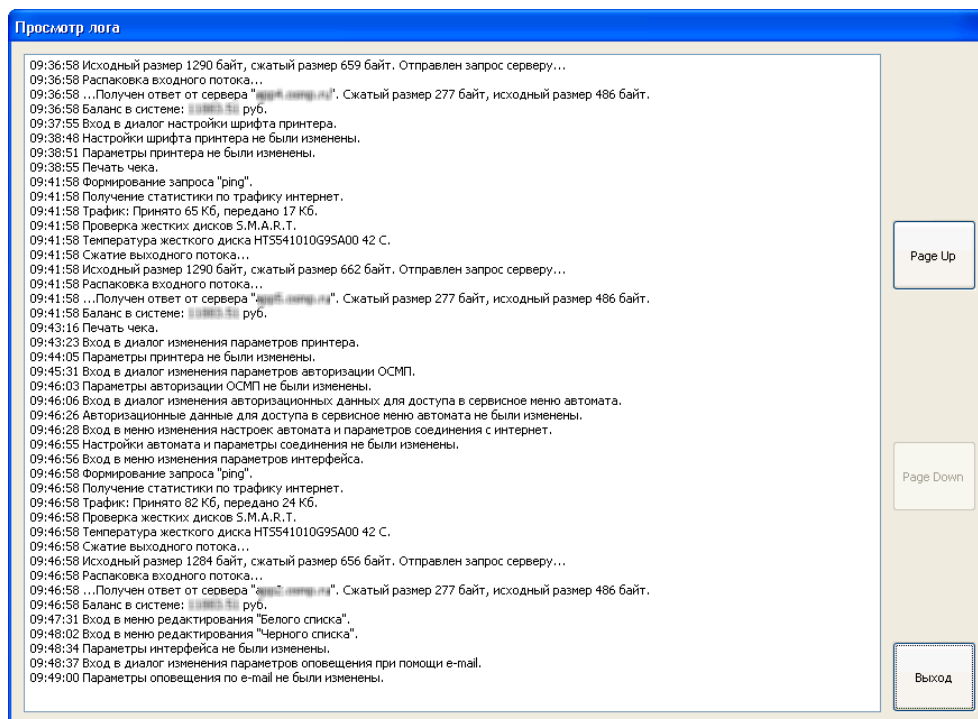 Просмотр лога
09:36:58 Исходный размер 1290 байт, сжатый размер 659 байт. Отправлен запрос серверу...
09:36:58 Распаковка входного потока...
09:36:58 ...Получен ответ от сервера "". Сжатый размер 277 байт, исходный размер 486 байт.
09:36:58 Баланс в системе: руб.
09:37:55 Вход в диалог настройки шрифта принтера.
09:38:48 Настройки шрифта принтера не были изменены.
09:38:51 Параметры принтера не были изменены.
09:38:55 Печать чека.
09:41:58 Формирование запроса "ping".
09:41:58 Получение статистики по трафику интернет.
09:41:58 Трафик: Принято 65 Кб, передано 17 Кб.
09:41:58 Проверка жестких дисков S.M.A.R.T.
09:41:58 Температура жесткого диска HTS541010G9SA00 42 C.
09:41:58 Сжатие выходного потока...
09:41:58 Исходный размер 1290 байт, сжатый размер 662 байт. Отправлен запрос серверу...
09:41:58 Распаковка входного потока...
09:41:58 ...Получен ответ от сервера "". Сжатый размер 277 байт, исходный размер 486 байт.
09:41:58 Баланс в системе: руб.
09:43:16 Печать чека.
09:43:23 Вход в диалог изменения параметров принтера.
09:44:05 Параметры принтера не были изменены.
09:45:31 Вход в диалог изменения параметров авторизации ОСМП.
09:46:03 Параметры авторизации ОСМП не были изменены.
09:46:06 Вход в диалог изменения авторизационных данных для доступа в сервисное меню автомата.
09:46:26 Авторизационные данные для доступа в сервисное меню автомата не были изменены.
09:46:28 Вход в меню изменения настроек автомата и параметров соединения с интернет.
09:46:55 Настройки автомата и параметры соединения не были изменены.
09:46:56 Вход в меню изменения параметров интерфейса.
09:46:58 Формирование запроса "ping".
09:46:58 Получение статистики по трафику интернет.
09:46:58 Трафик: Принято 82 Кб, передано 24 Кб.
09:46:58 Проверка жестких дисков S.M.A.R.T.
09:46:58 Температура жесткого диска HTS541010G9SA00 42 C.
09:46:58 Сжатие выходного потока...
09:46:58 Исходный размер 1284 байт, сжатый размер 656 байт. Отправлен запрос серверу...
09:46:58 Распаковка входного потока...
09:46:58 ...Получен ответ от сервера "". Сжатый размер 277 байт, исходный размер 486 байт.
09:46:58 Баланс в системе: руб.
09:47:31 Вход в меню редактирования "Белого списка".
09:48:02 Вход в меню редактирования "Черного списка".
09:48:34 Параметры интерфейса не были изменены.
09:48:37 Вход в диалог изменения параметров оповещения при помощи e-mail.
09:49:00 Параметры оповещения по e-mail не были изменены.
Page Up
Page Down
Выход